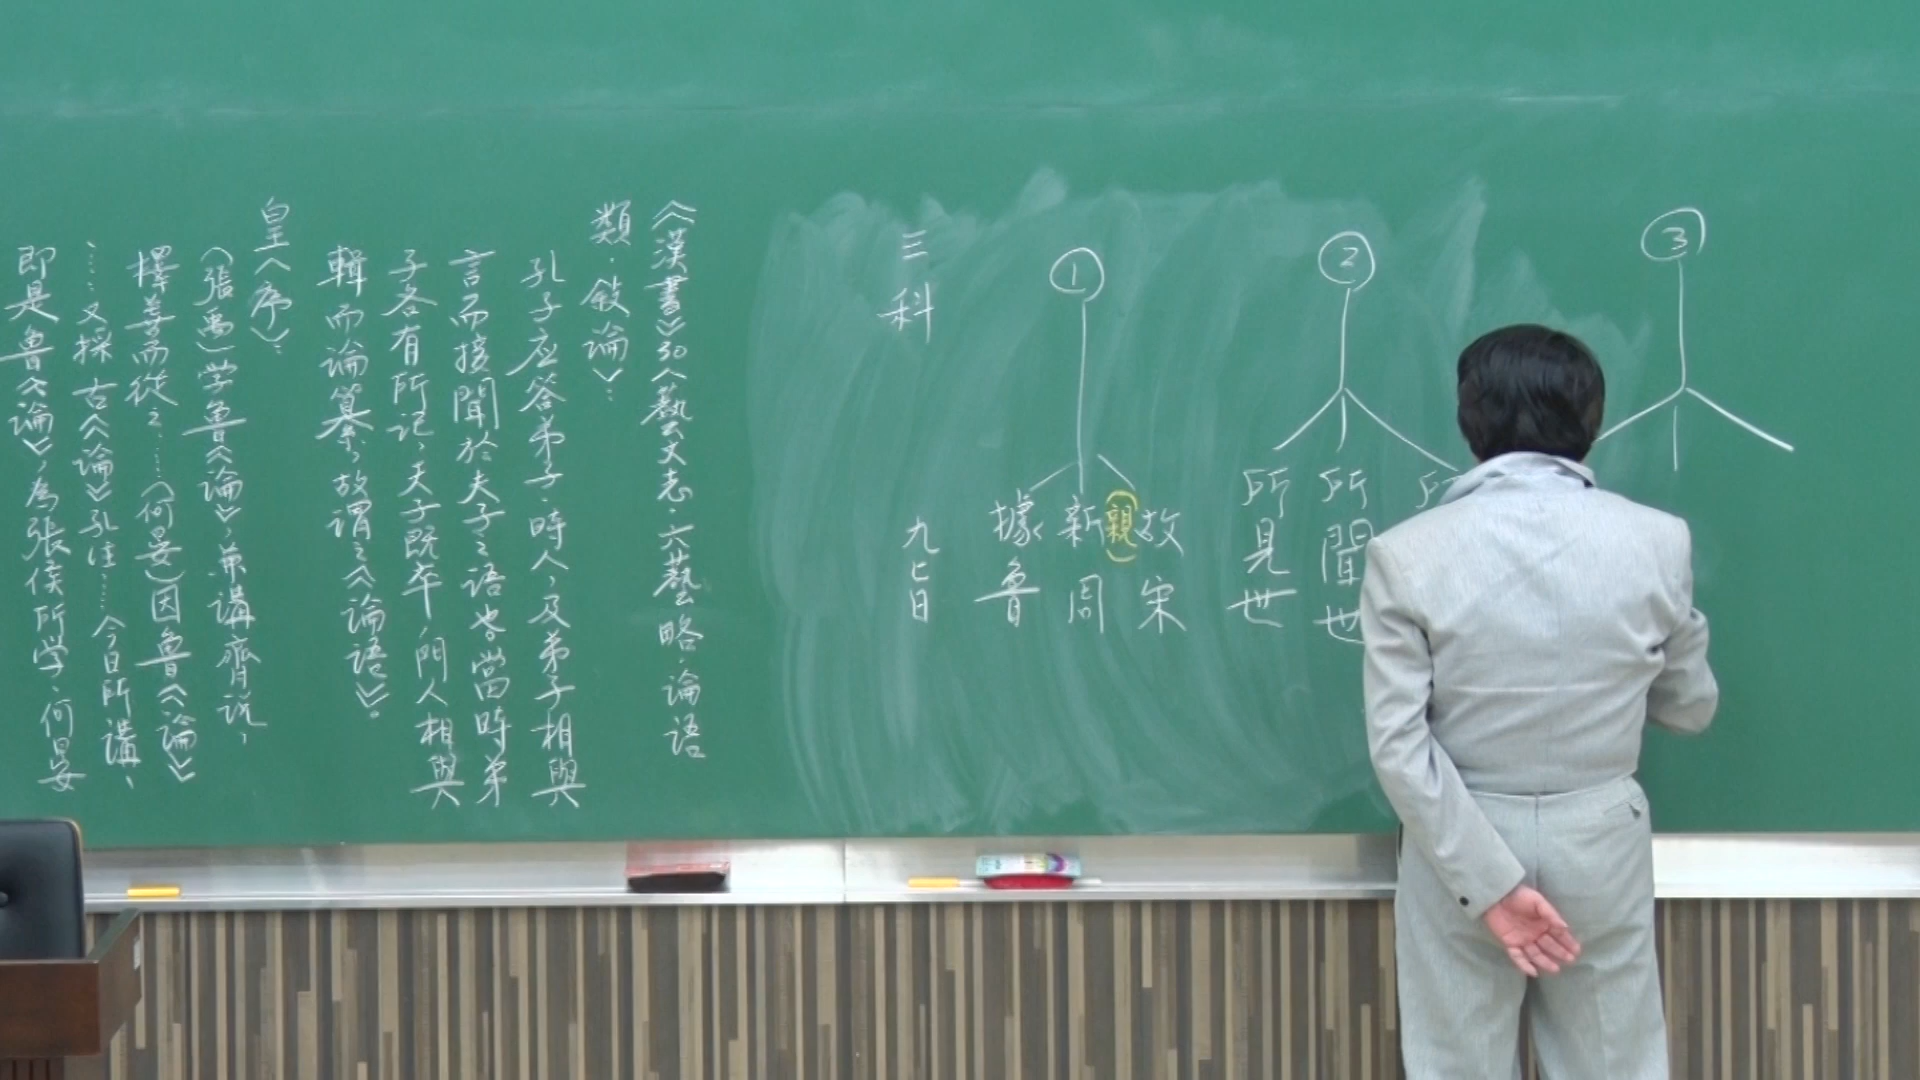 三科
①
據魯
新(親)周
故宋
②
所見世
所聞世
所
③
九旨
《漢書》30〈藝文志·六藝略·論語
類·敘論〉:
孔子应答弟子、時人,及弟子相與
言而接聞於夫子之語也。當時弟
子各有所记,夫子既卒,門人相與
輯而論篹,故謂之《論語》。
皇〈序〉:
(張禹)学魯《論》,兼講齊说,
擇善而從之……(何晏)因魯《論》
……又採古《論》孔注……今日所講,
即是魯《論》,為張侯所学、何晏